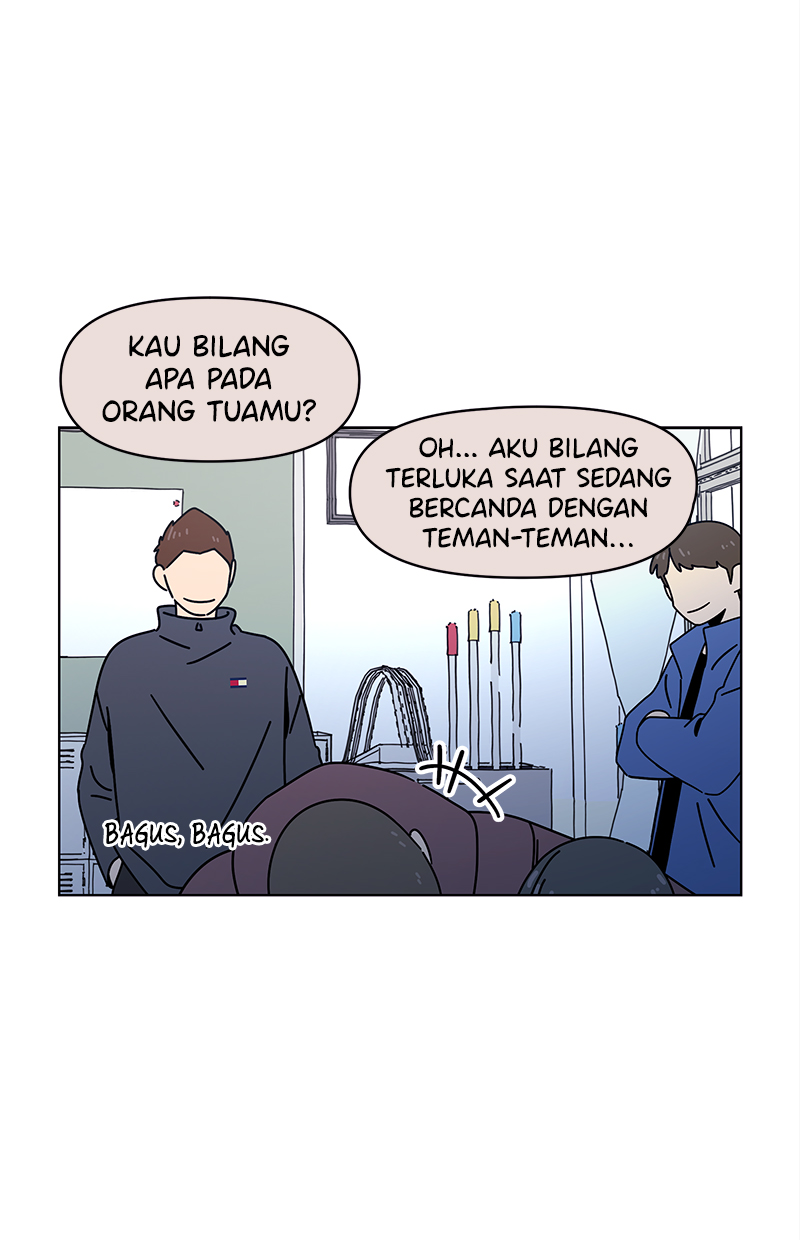 KAU BILANG
APA PADA
ORANG TUAMU?
OH... AKU BILANG
TERLUKA SAAT SEDANG
BERCANDA DENGAN
TEMAN-TEMAN...
BAGUS, BAGUS.